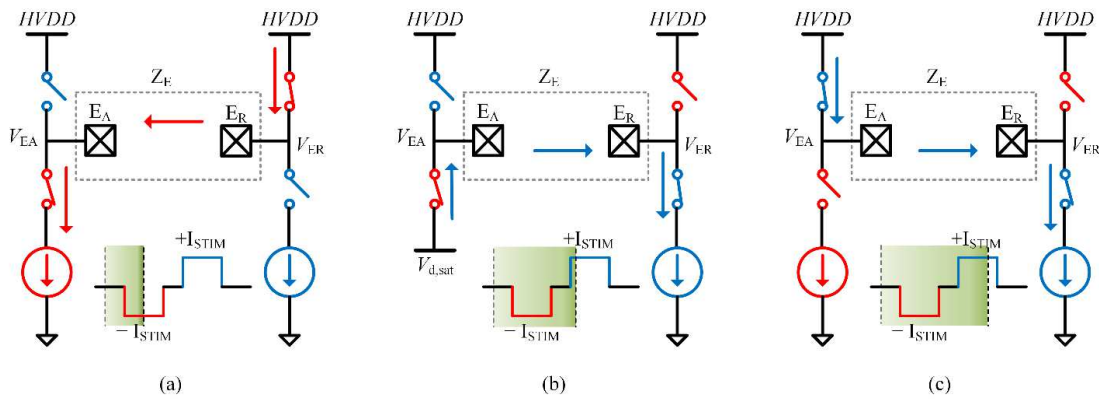 HVDD HVDD
Z_E
E_A E_R
V_EA V_ER
+I_STIM
− I_STIM
(a)
HVDD HVDD
Z_E
E_A E_R
V_EA V_ER
V_d,sat
+I_STIM
− I_STIM
(b)
HVDD HVDD
Z_E
E_A E_R
V_EA V_ER
+I_STIM
− I_STIM
(c)